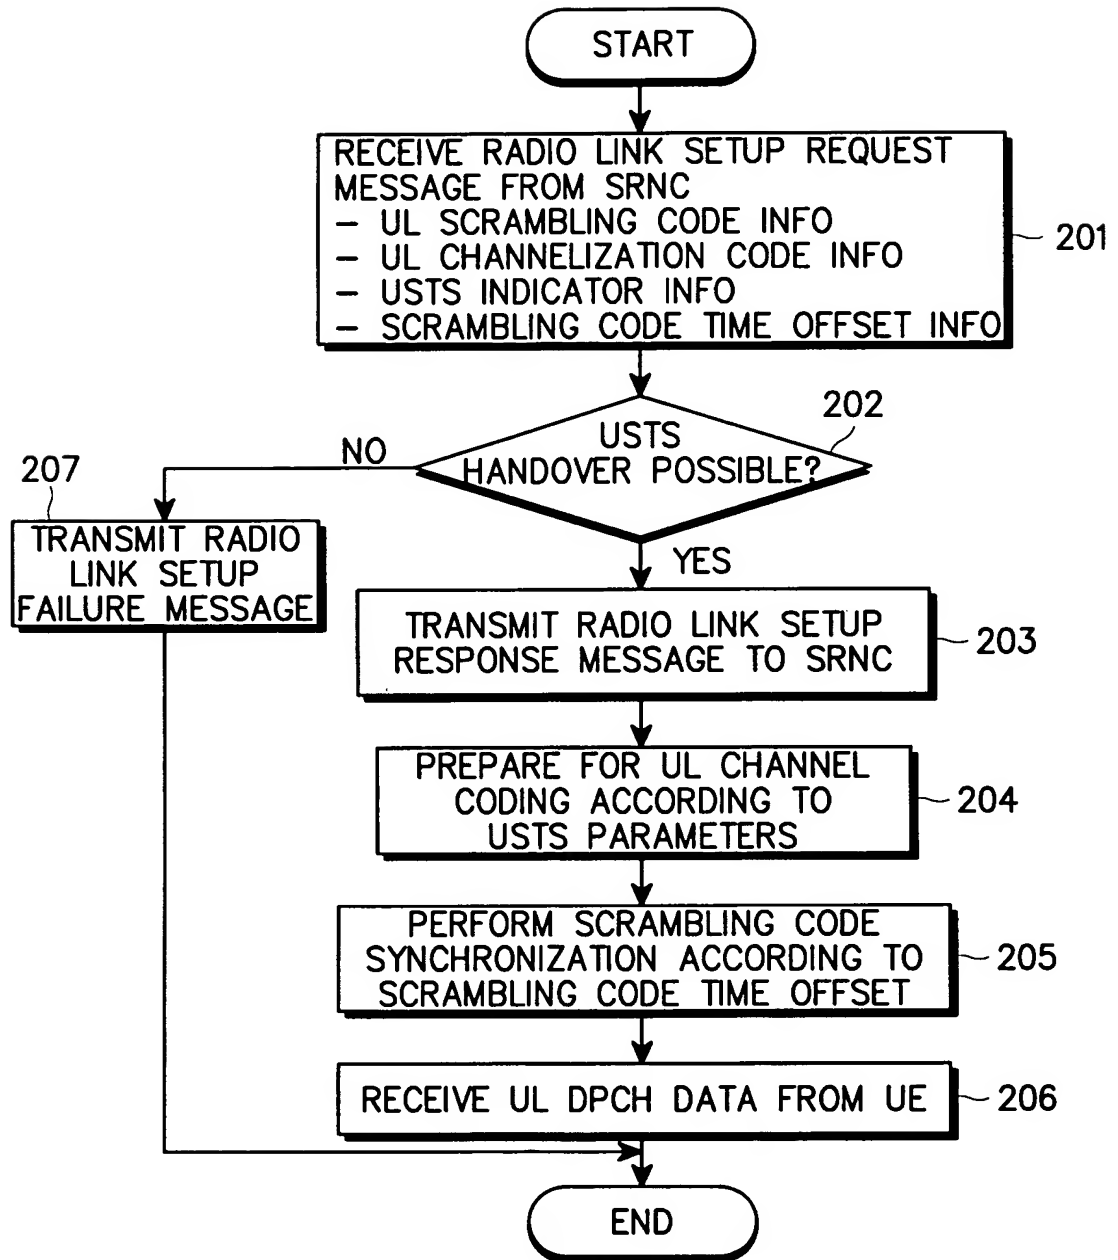 START
RECEIVE RADIO LINK SETUP REQUEST
MESSAGE FROM SRNC
– UL SCRAMBLING CODE INFO
– UL CHANNELIZATION CODE INFO
– USTS INDICATOR INFO
– SCRAMBLING CODE TIME OFFSET INFO
201
202
USTS
HANDOVER POSSIBLE?
NO
207
TRANSMIT RADIO
LINK SETUP
FAILURE MESSAGE
YES
TRANSMIT RADIO LINK SETUP
RESPONSE MESSAGE TO SRNC
203
PREPARE FOR UL CHANNEL
CODING ACCORDING TO
USTS PARAMETERS
204
PERFORM SCRAMBLING CODE
SYNCHRONIZATION ACCORDING TO
SCRAMBLING CODE TIME OFFSET
205
RECEIVE UL DPCH DATA FROM UE
206
END